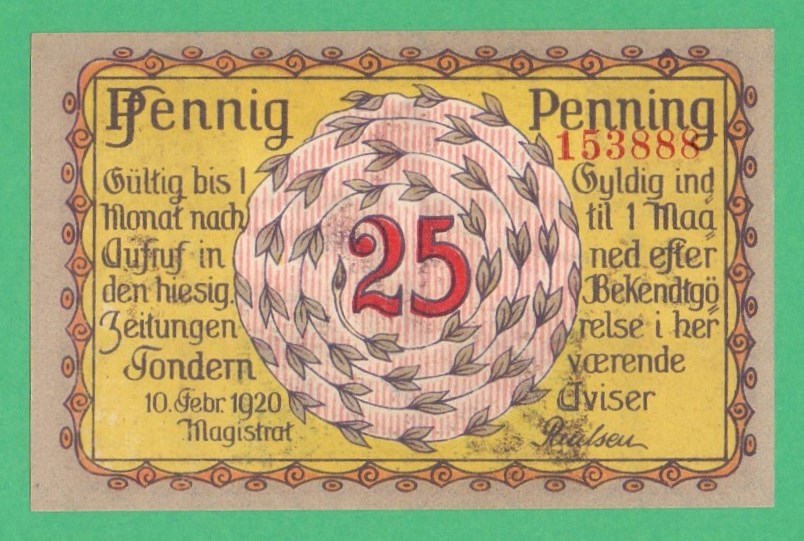 Pfennig
Gültig bis 1
Monat nach
Aufruf in
den hiesig.
Zeitungen
Tondern
10. Febr. 1920
Magistrat
25
Penning
153888
Gyldig ind
til 1 Maa
ned efter
Bekendtgö
relse i her
værende
Aviser
Paulsen